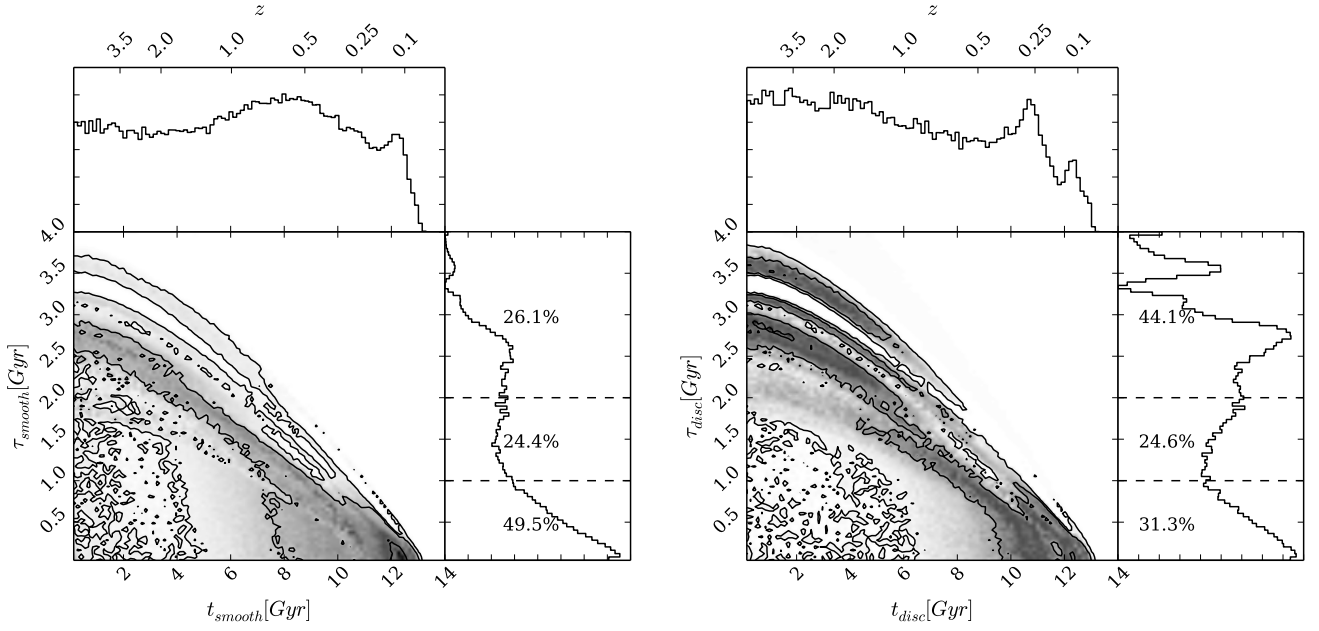 z z
3.5 2.0 1.0 0.5 0.25 0.1 3.5 2.0 1.0 0.5 0.25 0.1
4.0 4.0
3.5 3.5
3.0 26.1% 3.0 44.1%
2.5 2.5
τ_smooth[Gyr] τ_disc[Gyr]
2.0 2.0
1.5 24.4% 1.5 24.6%
1.0 1.0
0.5 49.5% 0.5 31.3%
2 4 6 8 10 12 14 2 4 6 8 10 12 14
t_smooth[Gyr] t_disc[Gyr]